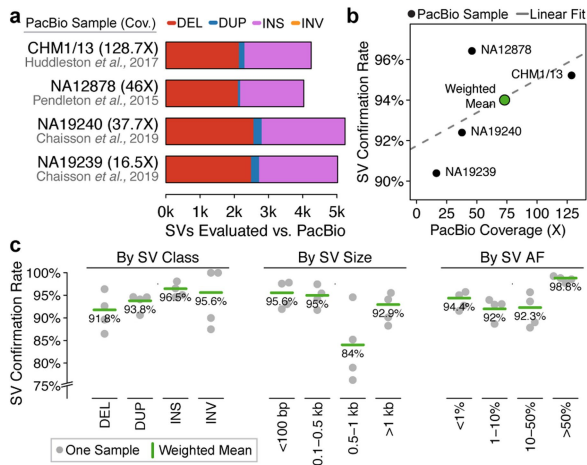 a
PacBio Sample (Cov.)
DEL DUP INS INV
CHM1/13 (128.7X)
Huddleston et al., 2017
NA12878 (46X)
Pendleton et al., 2015
NA19240 (37.7X)
Chaisson et al., 2019
NA19239 (16.5X)
Chaisson et al., 2019
0k 1k 2k 3k 4k 5k
SVs Evaluated vs. PacBio
b
PacBio Sample Linear Fit
SV Confirmation Rate
96%
94%
92%
90%
NA12878
CHM1/13
Weighted
Mean
NA19240
NA19239
0 25 50 75 100 125
PacBio Coverage (X)
c
By SV Class By SV Size By SV AF
SV Confirmation Rate
100%
95%
90%
85%
80%
75%
91.8% 93.8% 96.5% 95.6%
95.6% 95% 84% 92.9%
94.4% 92% 92.3% 98.8%
DEL DUP INS INV
<100 bp 0.1–0.5 kb 0.5–1 kb >1 kb
<1% 1–10% 10–50% >50%
One Sample Weighted Mean